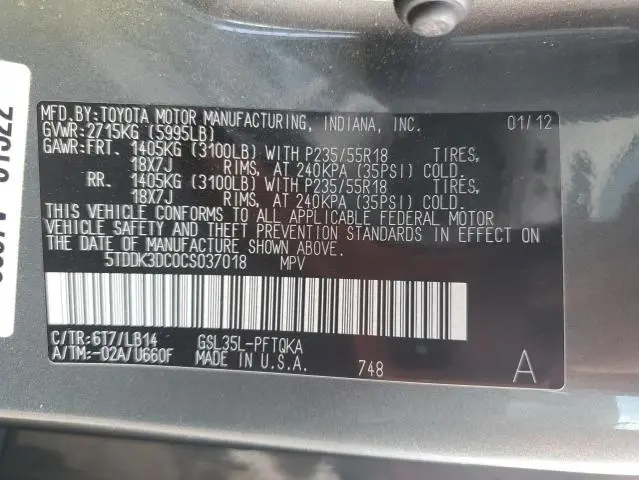 MFD.BY:TOYOTA MOTOR MANUFACTURING, INDIANA, INC. 01/12
GVWR:2715KG (5995LB)
GAWR:FRT. 1405KG (3100LB) WITH P235/55R18 TIRES,
18X7J RIMS, AT 240KPA (35PSI) COLD.
RR. 1405KG (3100LB) WITH P235/55R18 TIRES,
18X7J RIMS, AT 240KPA (35PSI) COLD.
THIS VEHICLE CONFORMS TO ALL APPLICABLE FEDERAL MOTOR
VEHICLE SAFETY AND THEFT PREVENTION STANDARDS IN EFFECT ON
THE DATE OF MANUFACTURE SHOWN ABOVE.
5TDDK3DC0CS037018 MPV
C/TR:6T7/LB14 GSL35L-PFTQKA
A/TM:-02A/U660F MADE IN U.S.A. 748 A